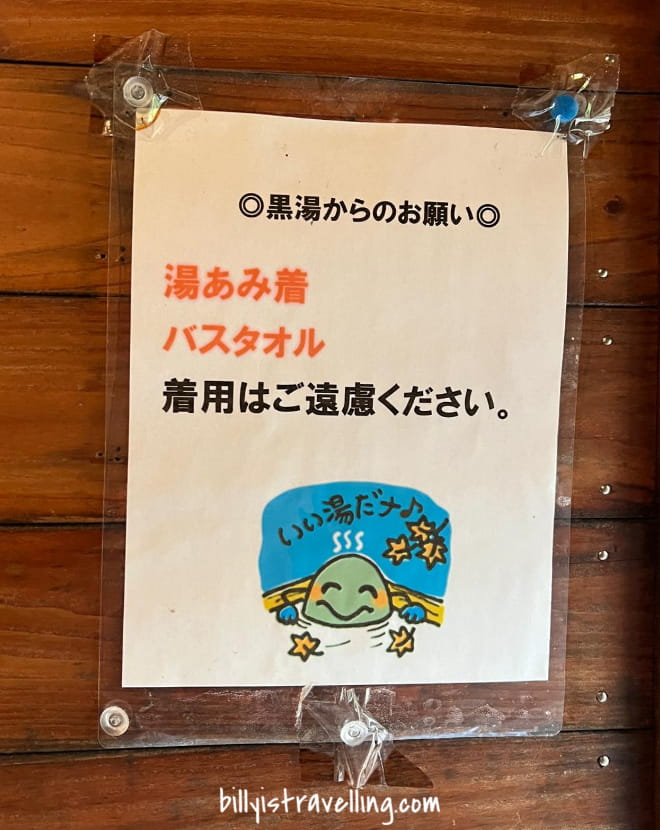 ◎黒湯からのお願い◎
湯あみ着
バスタオル
着用はご遠慮ください。
いい湯だナ♪
billyistravelling.com